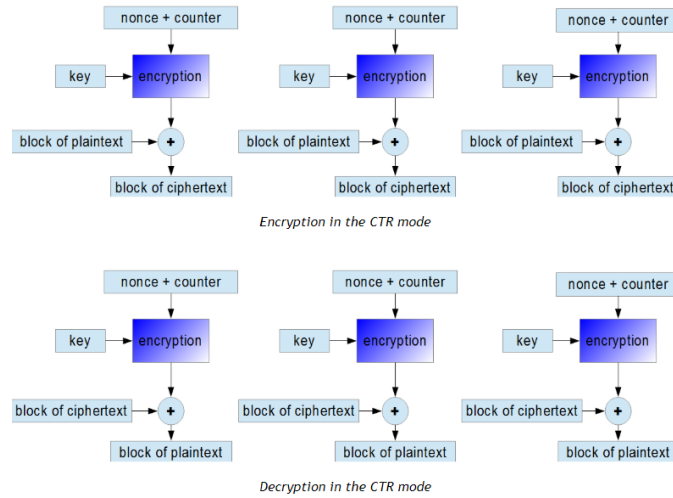 nonce + counter nonce + counter nonce + counter
key encryption key encryption key encryption
block of plaintext + block of plaintext + block of plaintext +
block of ciphertext block of ciphertext block of ciphertext
Encryption in the CTR mode
nonce + counter nonce + counter nonce + counter
key encryption key encryption key encryption
block of ciphertext + block of ciphertext + block of ciphertext +
block of plaintext block of plaintext block of plaintext
Decryption in the CTR mode